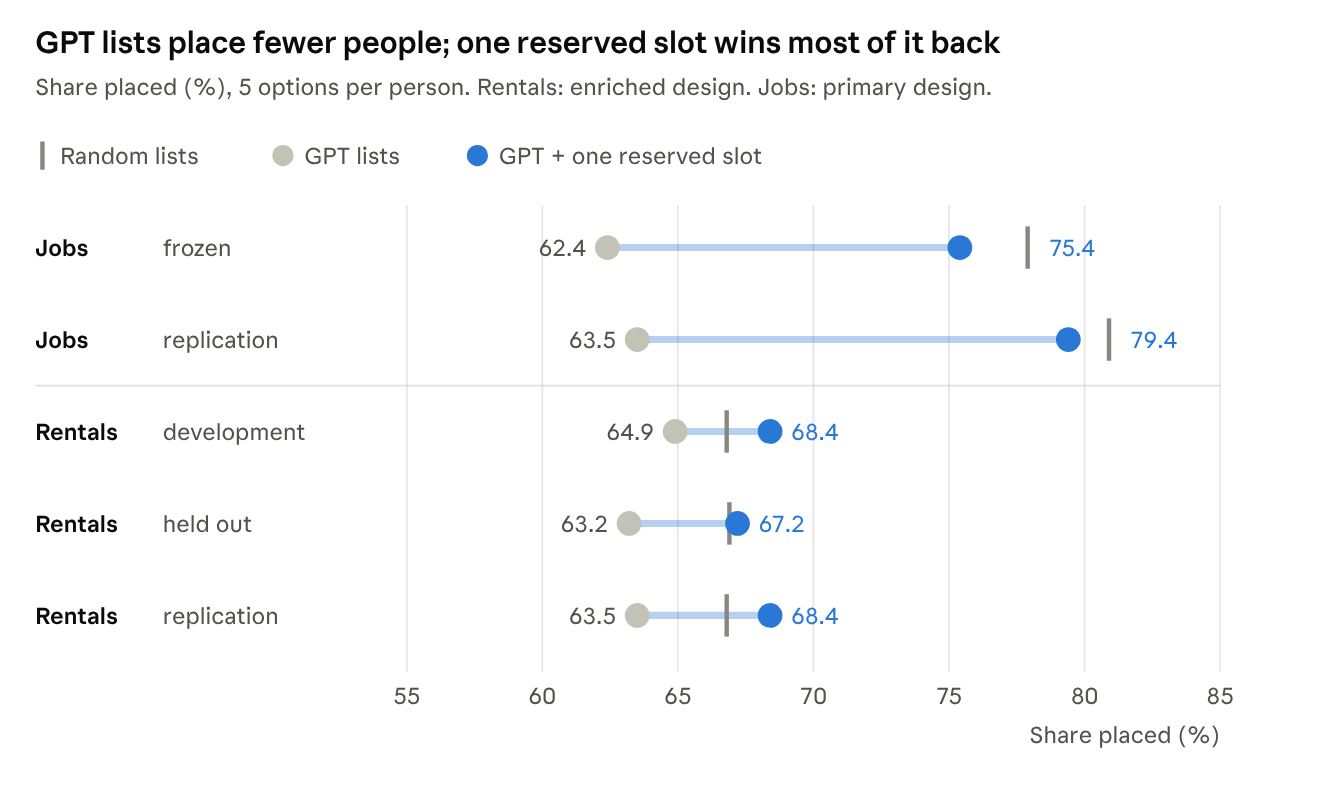 GPT lists place fewer people; one reserved slot wins most of it back
Share placed (%), 5 options per person. Rentals: enriched design. Jobs: primary design.
Random lists GPT lists GPT + one reserved slot
Jobs frozen 62.4 75.4
Jobs replication 63.5 79.4
Rentals development 64.9 68.4
Rentals held out 63.2 67.2
Rentals replication 63.5 68.4
55 60 65 70 75 80 85
Share placed (%)